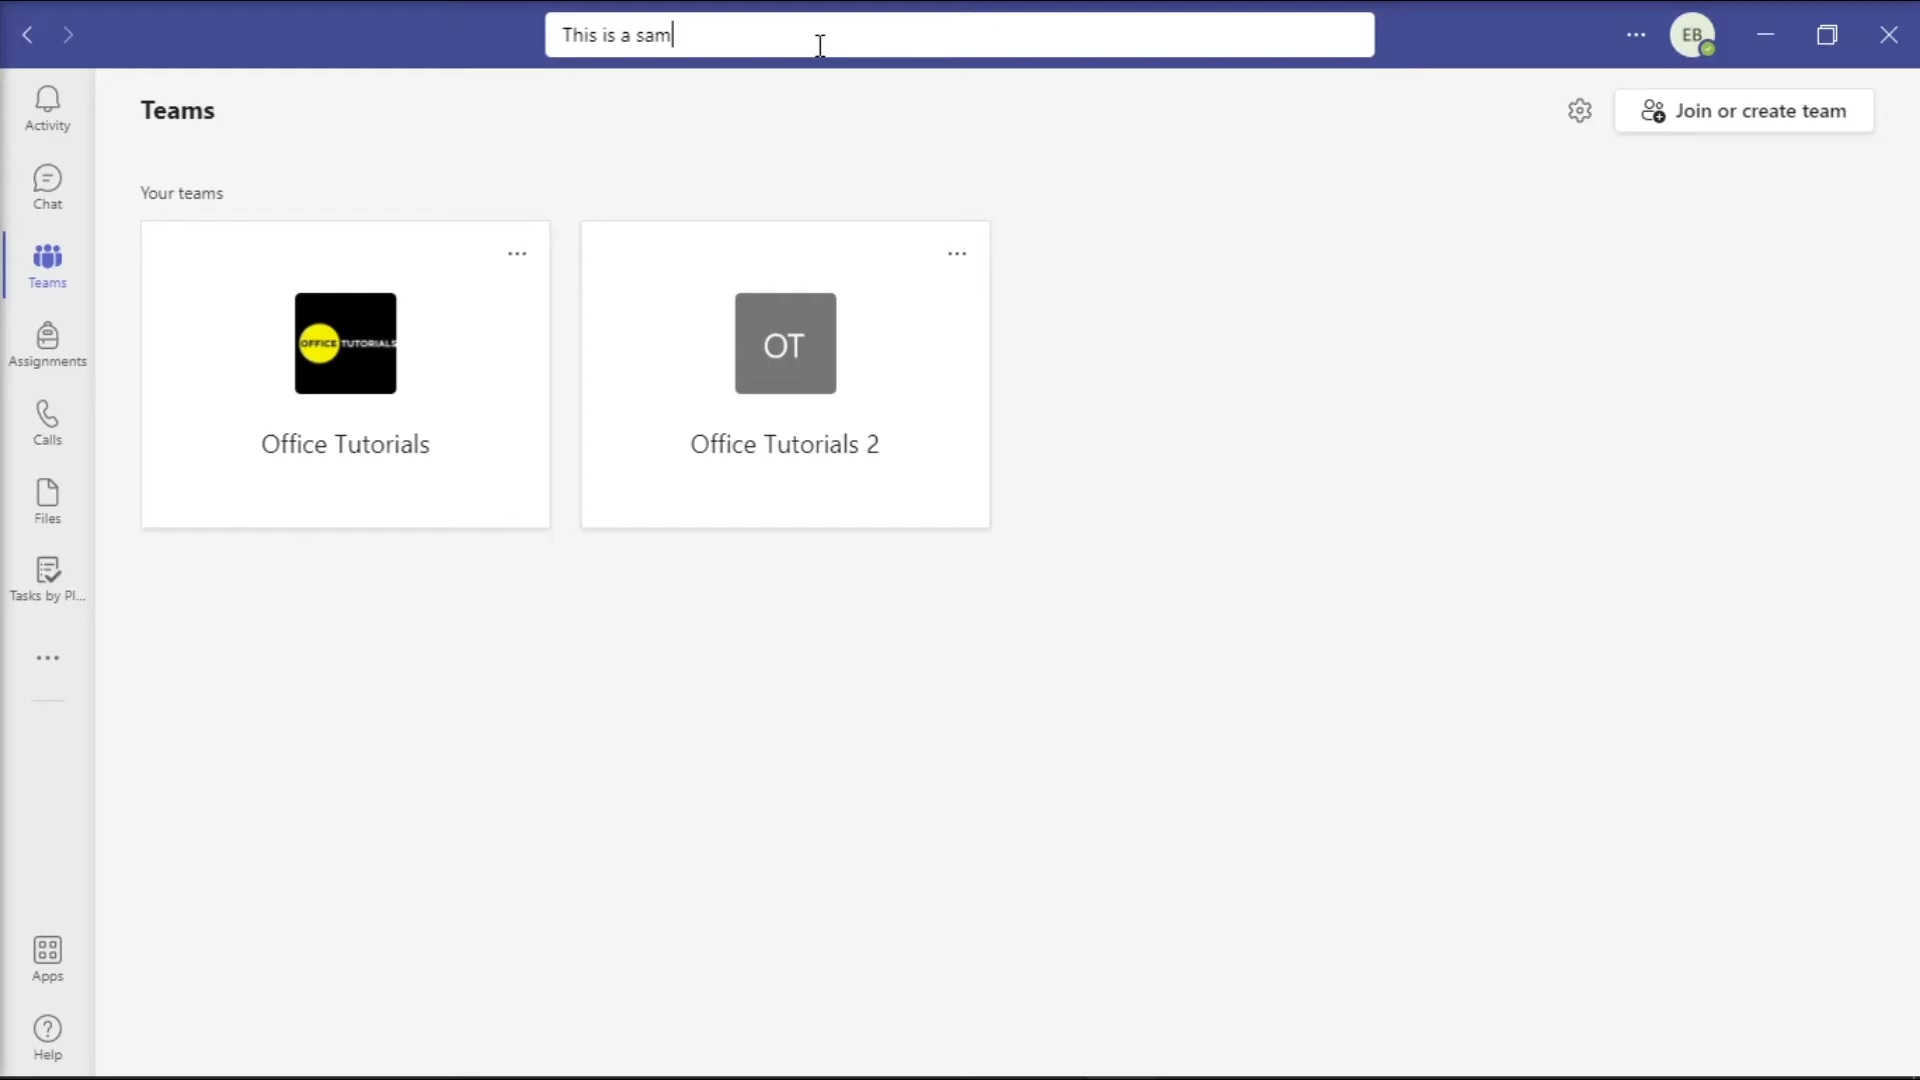 This is a sam
EB
Activity
Chat
Teams
Assignments
Calls
Files
Tasks by Pl...
Apps
Help
Teams
Join or create team
Your teams
OFFICE TUTORIALS
Office Tutorials
OT
Office Tutorials 2